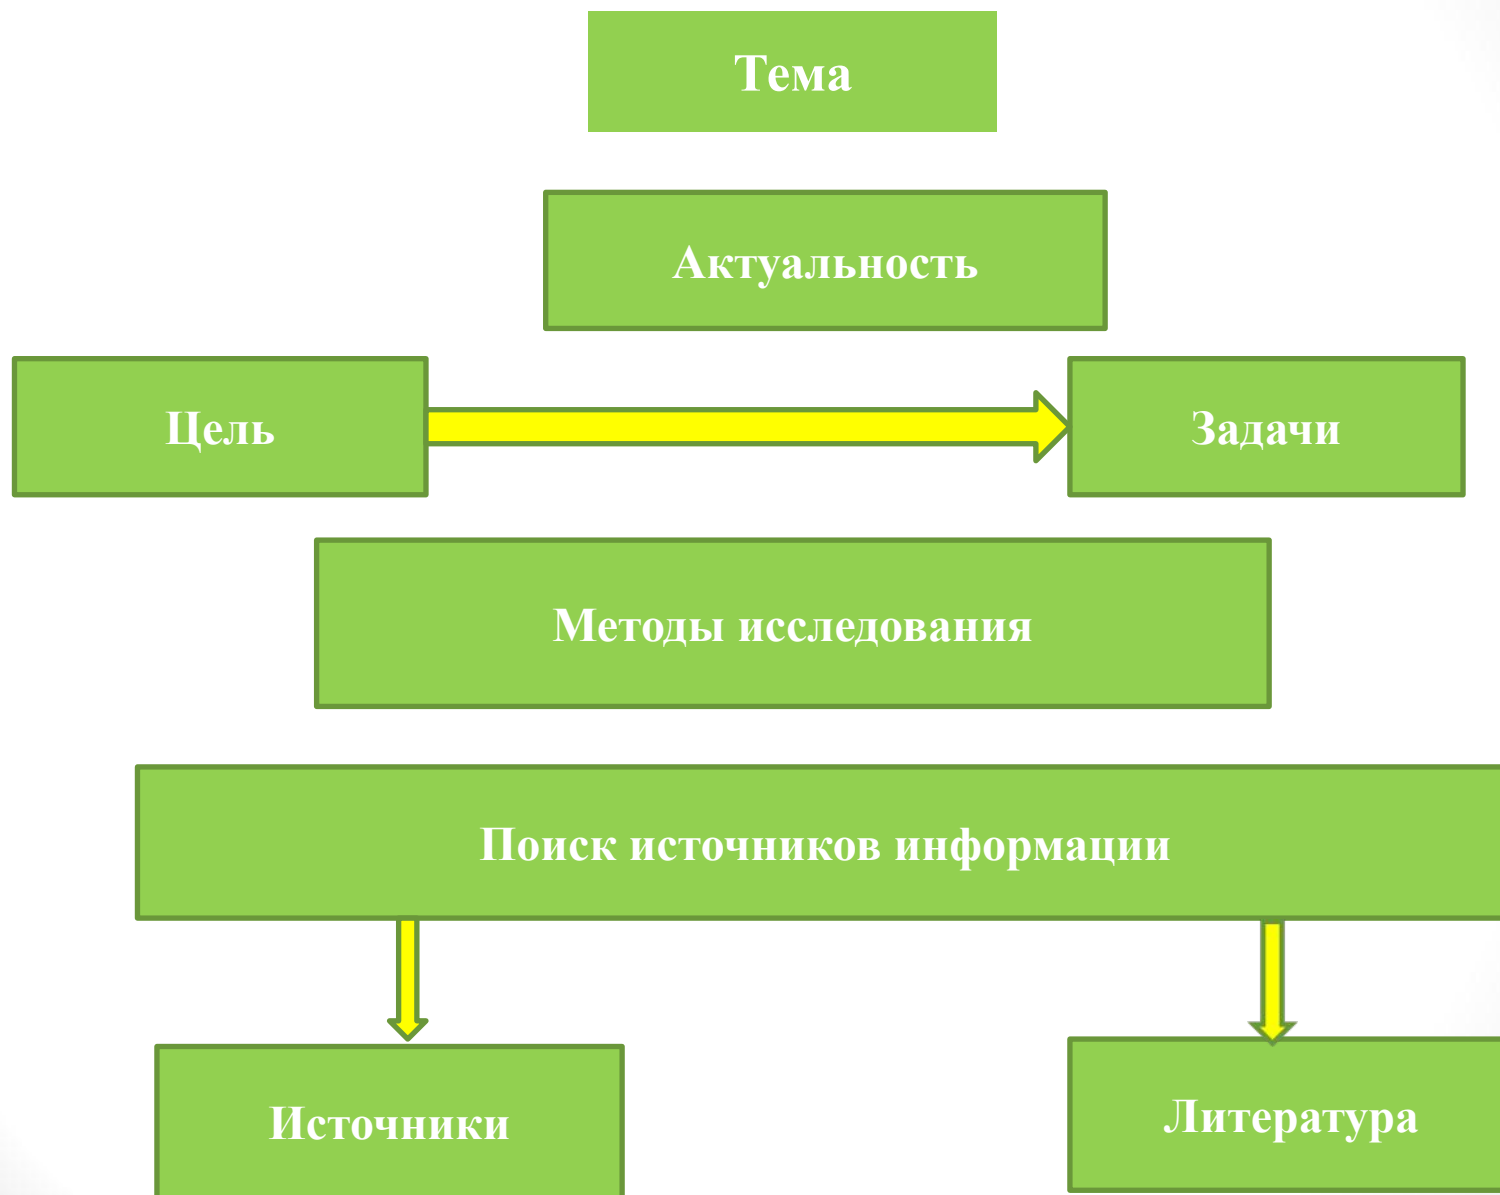 Тема
Актуальность
Цель
Задачи
Методы исследования
Поиск источников информации
Источники
Литература